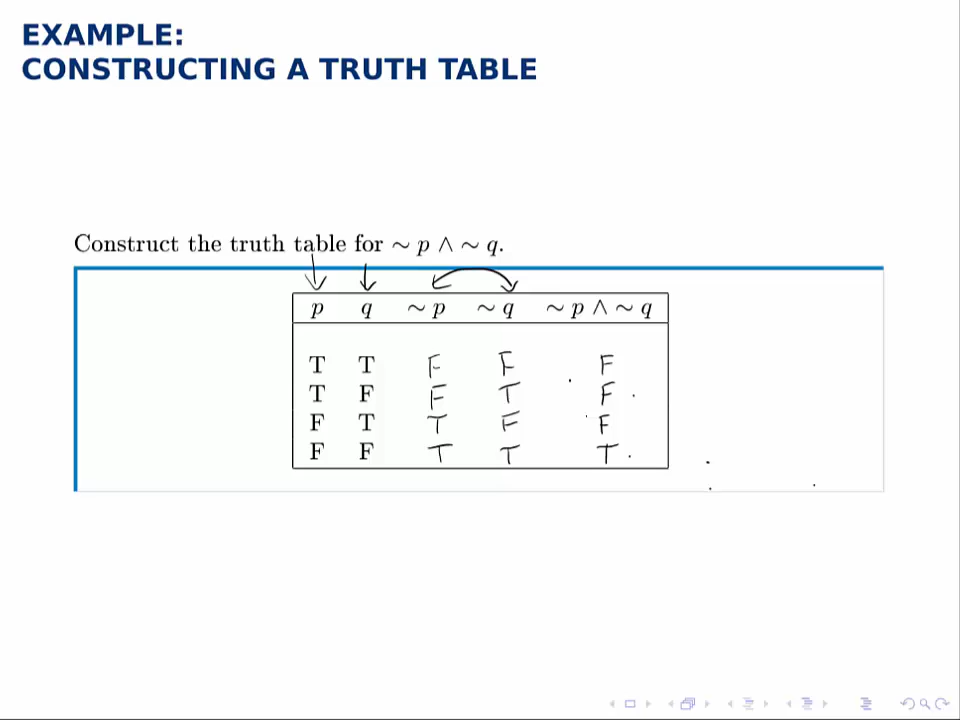 EXAMPLE:
CONSTRUCTING A TRUTH TABLE
Construct the truth table for ∼ p ∧ ∼ q.
p q ∼ p ∼ q ∼ p ∧ ∼ q
T T F F F
T F F T F
F T T F F
F F T T T